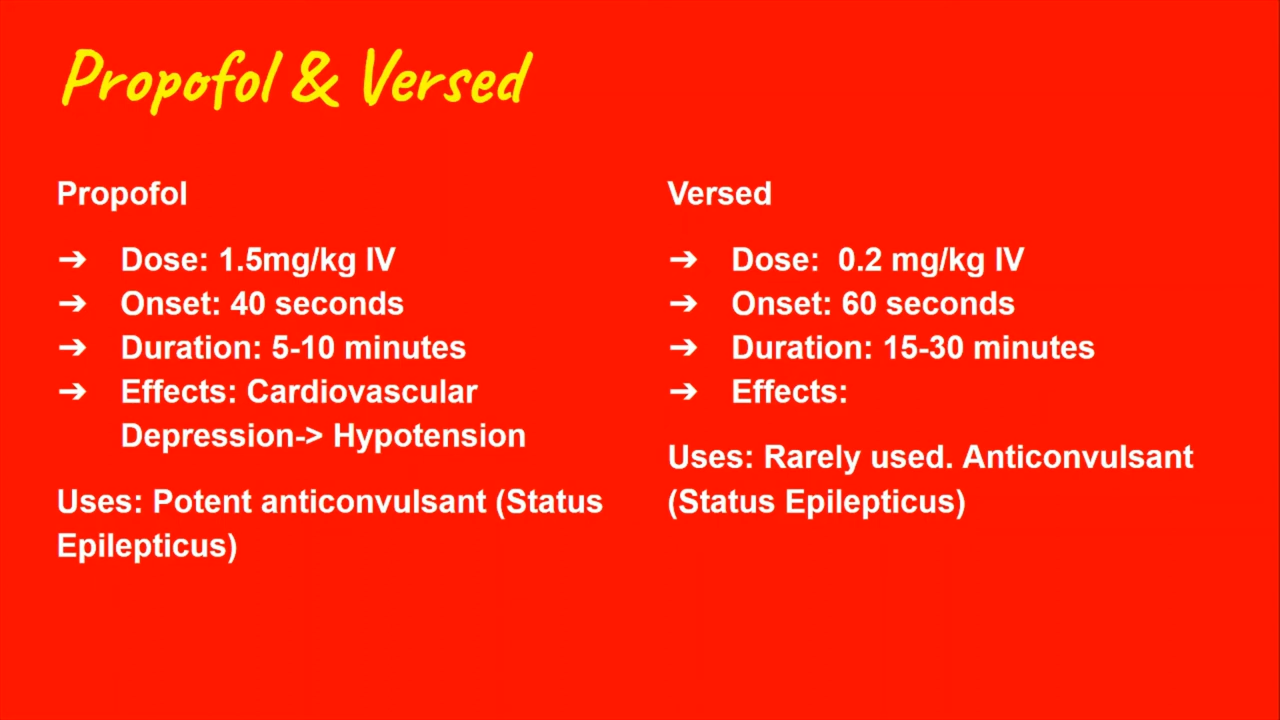 Propofol & Versed
Propofol
➔ Dose: 1.5mg/kg IV
➔ Onset: 40 seconds
➔ Duration: 5-10 minutes
➔ Effects: Cardiovascular
Depression-> Hypotension
Uses: Potent anticonvulsant (Status
Epilepticus)
Versed
➔ Dose:  0.2 mg/kg IV
➔ Onset: 60 seconds
➔ Duration: 15-30 minutes
➔ Effects:
Uses: Rarely used. Anticonvulsant
(Status Epilepticus)